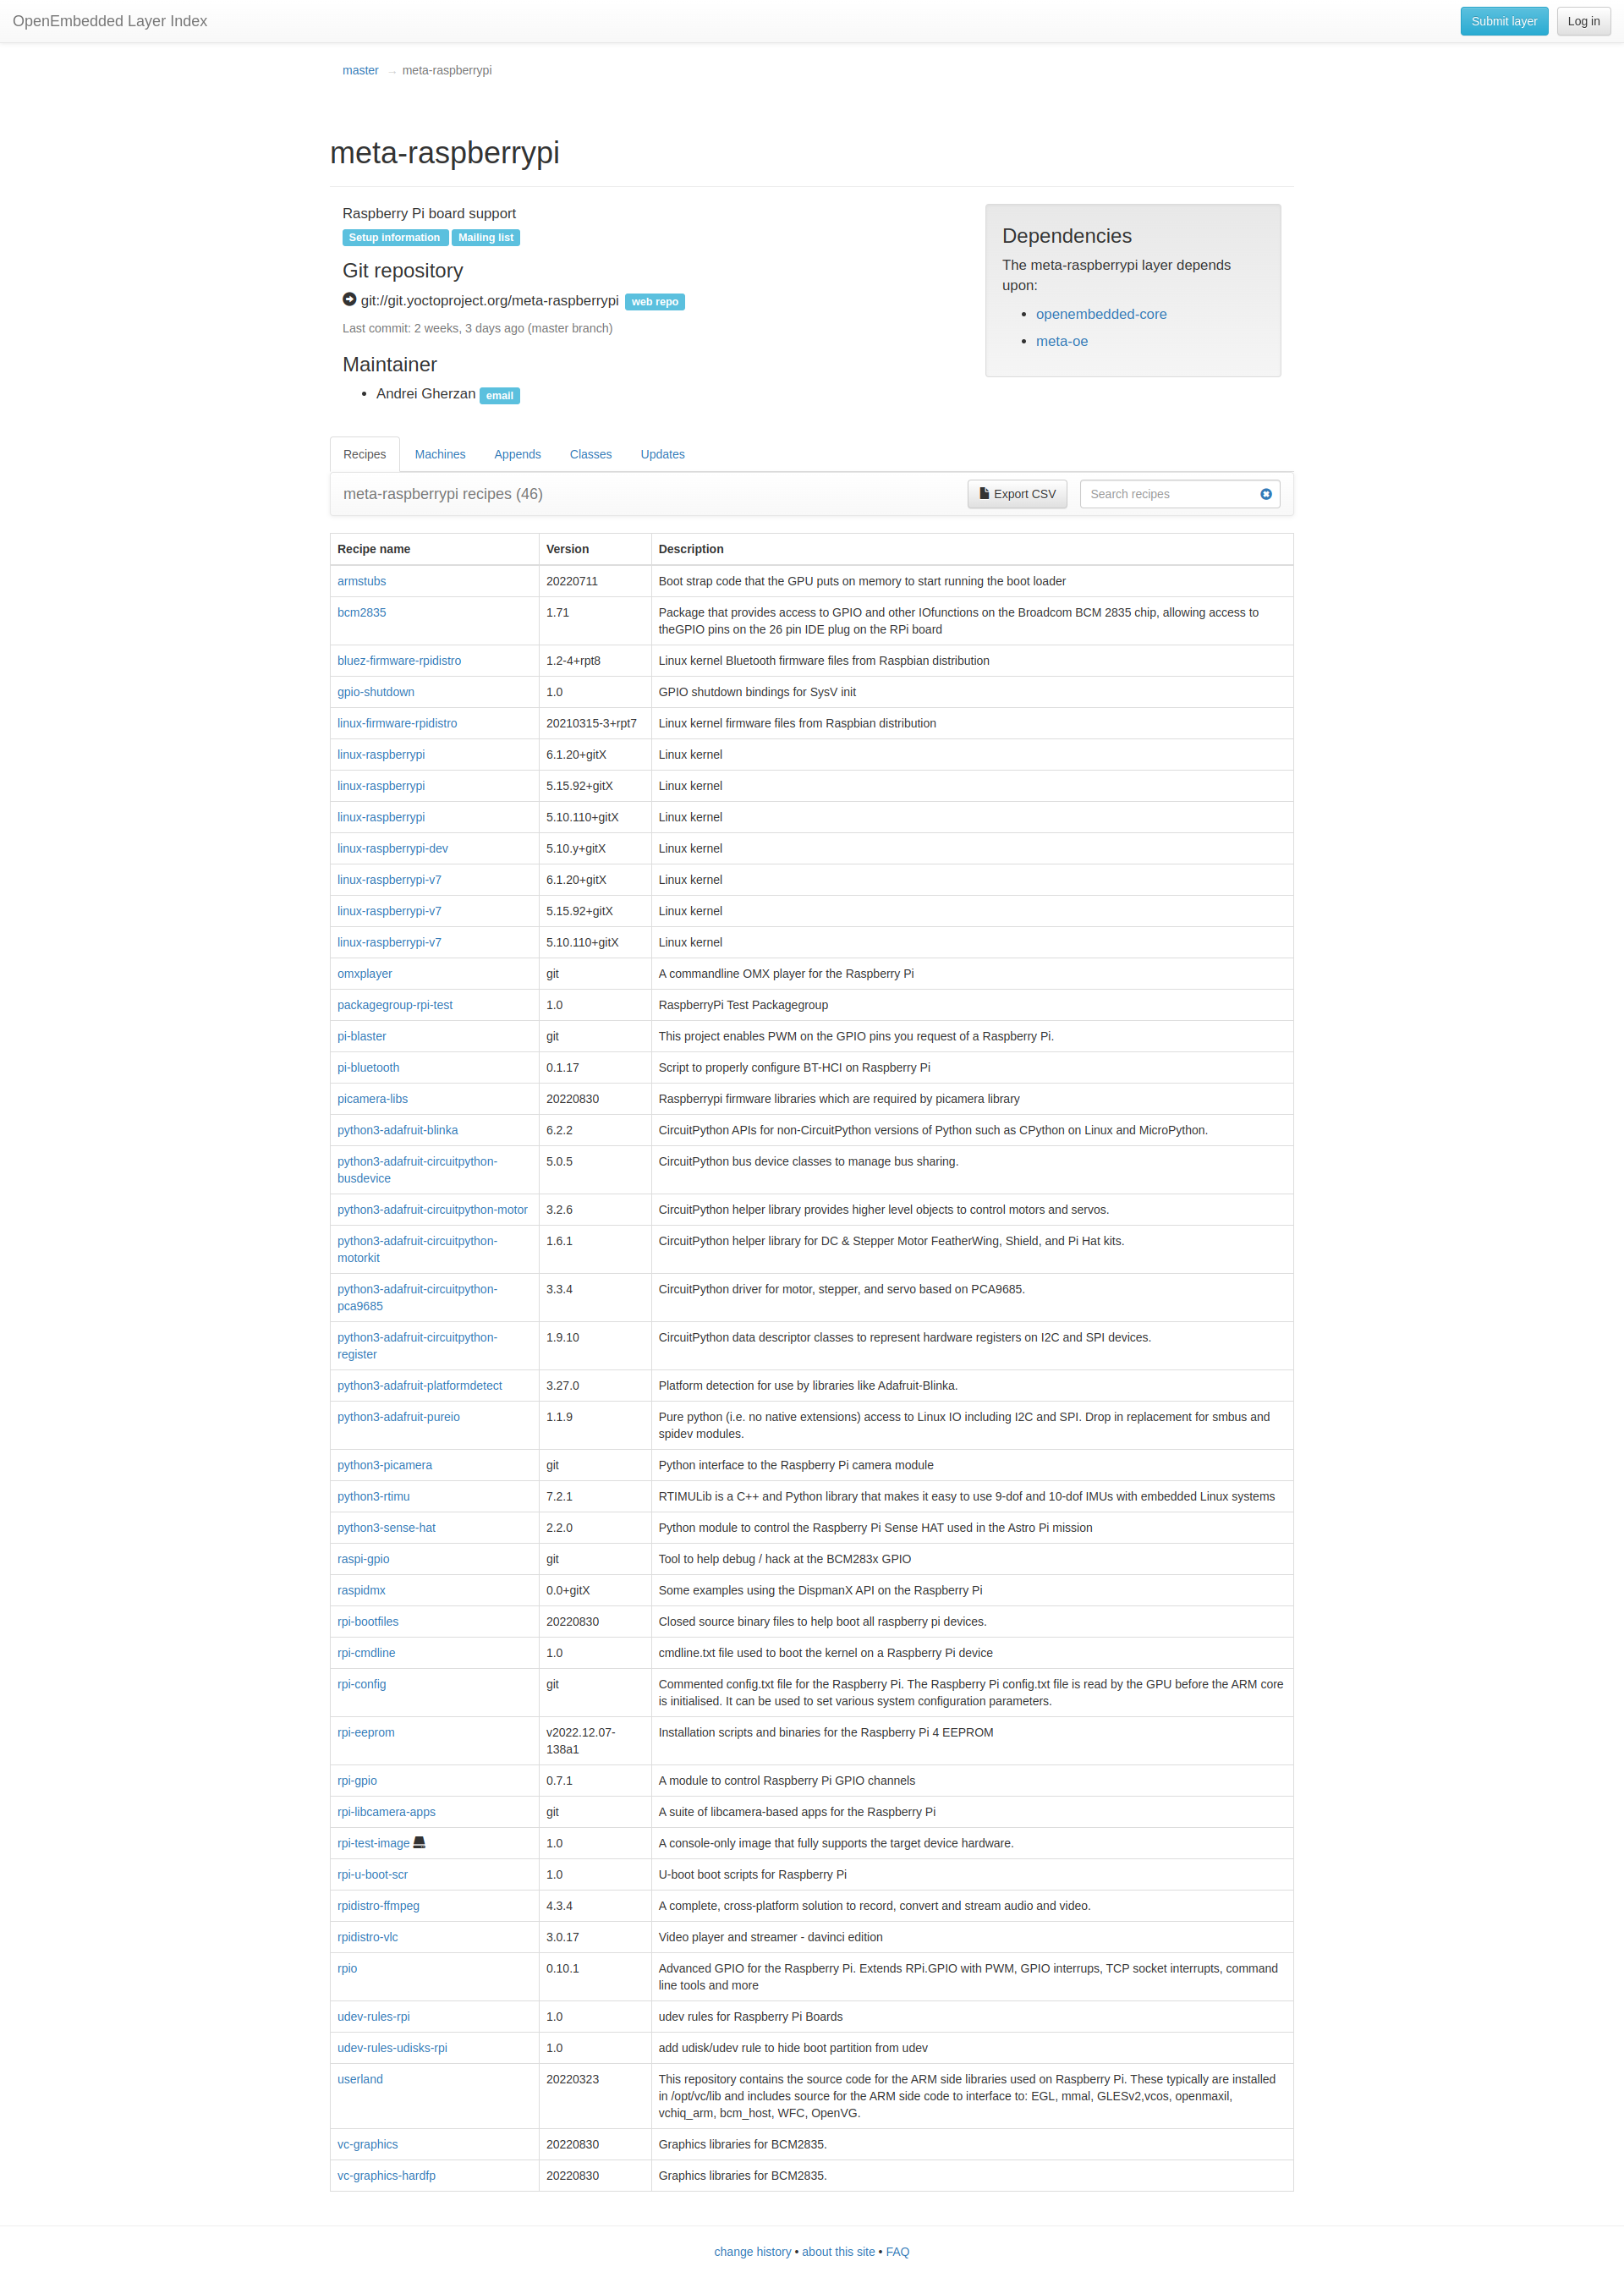 OpenEmbedded Layer Index
Submit layer
Log in
master → meta-raspberrypi
meta-raspberrypi
Raspberry Pi board support
Setup information Mailing list
Git repository
git://git.yoctoproject.org/meta-raspberrypi web repo
Last commit: 2 weeks, 3 days ago (master branch)
Maintainer
• Andrei Gherzan email
Dependencies
The meta-raspberrypi layer depends
upon:
• openembedded-core
• meta-oe
Recipes Machines Appends Classes Updates
meta-raspberrypi recipes (46)
Export CSV
Search recipes
Recipe name Version Description
armstubs 20220711 Boot strap code that the GPU puts on memory to start running the boot loader
bcm2835 1.71 Package that provides access to GPIO and other IOfunctions on the Broadcom BCM 2835 chip, allowing access to
theGPIO pins on the 26 pin IDE plug on the RPi board
bluez-firmware-rpidistro 1.2-4+rpt8 Linux kernel Bluetooth firmware files from Raspbian distribution
gpio-shutdown 1.0 GPIO shutdown bindings for SysV init
linux-firmware-rpidistro 20210315-3+rpt7 Linux kernel firmware files from Raspbian distribution
linux-raspberrypi 6.1.20+gitX Linux kernel
linux-raspberrypi 5.15.92+gitX Linux kernel
linux-raspberrypi 5.10.110+gitX Linux kernel
linux-raspberrypi-dev 5.10.y+gitX Linux kernel
linux-raspberrypi-v7 6.1.20+gitX Linux kernel
linux-raspberrypi-v7 5.15.92+gitX Linux kernel
linux-raspberrypi-v7 5.10.110+gitX Linux kernel
omxplayer git A commandline OMX player for the Raspberry Pi
packagegroup-rpi-test 1.0 RaspberryPi Test Packagegroup
pi-blaster git This project enables PWM on the GPIO pins you request of a Raspberry Pi.
pi-bluetooth 0.1.17 Script to properly configure BT-HCI on Raspberry Pi
picamera-libs 20220830 Raspberrypi firmware libraries which are required by picamera library
python3-adafruit-blinka 6.2.2 CircuitPython APIs for non-CircuitPython versions of Python such as CPython on Linux and MicroPython.
python3-adafruit-circuitpython- 5.0.5 CircuitPython bus device classes to manage bus sharing.
busdevice
python3-adafruit-circuitpython-motor 3.2.6 CircuitPython helper library provides higher level objects to control motors and servos.
python3-adafruit-circuitpython- 1.6.1 CircuitPython helper library for DC & Stepper Motor FeatherWing, Shield, and Pi Hat kits.
motorkit
python3-adafruit-circuitpython- 3.3.4 CircuitPython driver for motor, stepper, and servo based on PCA9685.
pca9685
python3-adafruit-circuitpython- 1.9.10 CircuitPython data descriptor classes to represent hardware registers on I2C and SPI devices.
register
python3-adafruit-platformdetect 3.27.0 Platform detection for use by libraries like Adafruit-Blinka.
python3-adafruit-pureio 1.1.9 Pure python (i.e. no native extensions) access to Linux IO including I2C and SPI. Drop in replacement for smbus and
spidev modules.
python3-picamera git Python interface to the Raspberry Pi camera module
python3-rtimu 7.2.1 RTIMULib is a C++ and Python library that makes it easy to use 9-dof and 10-dof IMUs with embedded Linux systems
python3-sense-hat 2.2.0 Python module to control the Raspberry Pi Sense HAT used in the Astro Pi mission
raspi-gpio git Tool to help debug / hack at the BCM283x GPIO
raspidmx 0.0+gitX Some examples using the DispmanX API on the Raspberry Pi
rpi-bootfiles 20220830 Closed source binary files to help boot all raspberry pi devices.
rpi-cmdline 1.0 cmdline.txt file used to boot the kernel on a Raspberry Pi device
rpi-config git Commented config.txt file for the Raspberry Pi. The Raspberry Pi config.txt file is read by the GPU before the ARM core
is initialised. It can be used to set various system configuration parameters.
rpi-eeprom v2022.12.07- Installation scripts and binaries for the Raspberry Pi 4 EEPROM
138a1
rpi-gpio 0.7.1 A module to control Raspberry Pi GPIO channels
rpi-libcamera-apps git A suite of libcamera-based apps for the Raspberry Pi
rpi-test-image 1.0 A console-only image that fully supports the target device hardware.
rpi-u-boot-scr 1.0 U-boot boot scripts for Raspberry Pi
rpidistro-ffmpeg 4.3.4 A complete, cross-platform solution to record, convert and stream audio and video.
rpidistro-vlc 3.0.17 Video player and streamer - davinci edition
rpio 0.10.1 Advanced GPIO for the Raspberry Pi. Extends RPi.GPIO with PWM, GPIO interrups, TCP socket interrupts, command
line tools and more
udev-rules-rpi 1.0 udev rules for Raspberry Pi Boards
udev-rules-udisks-rpi 1.0 add udisk/udev rule to hide boot partition from udev
userland 20220323 This repository contains the source code for the ARM side libraries used on Raspberry Pi. These typically are installed
in /opt/vc/lib and includes source for the ARM side code to interface to: EGL, mmal, GLESv2,vcos, openmaxil,
vchiq_arm, bcm_host, WFC, OpenVG.
vc-graphics 20220830 Graphics libraries for BCM2835.
vc-graphics-hardfp 20220830 Graphics libraries for BCM2835.
change history • about this site • FAQ